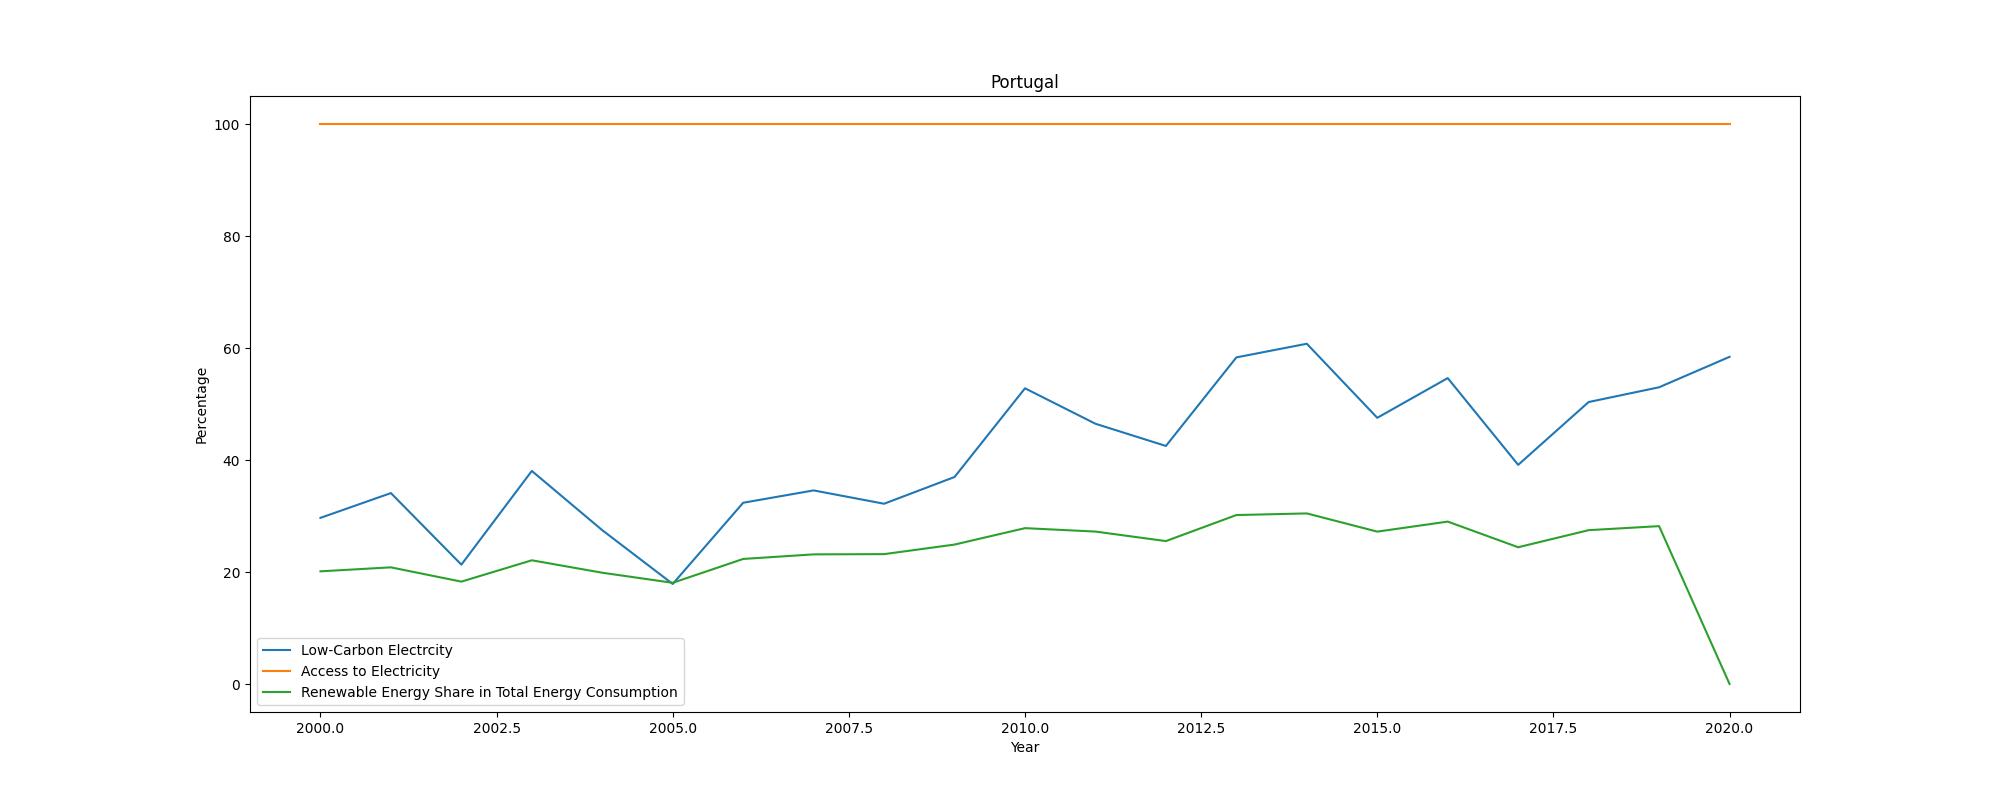 Portugal
100
80
60
40
20
0
Percentage
Low-Carbon Electrcity
Access to Electricity
Renewable Energy Share in Total Energy Consumption
2000.0 2002.5 2005.0 2007.5 2010.0 2012.5 2015.0 2017.5 2020.0
Year